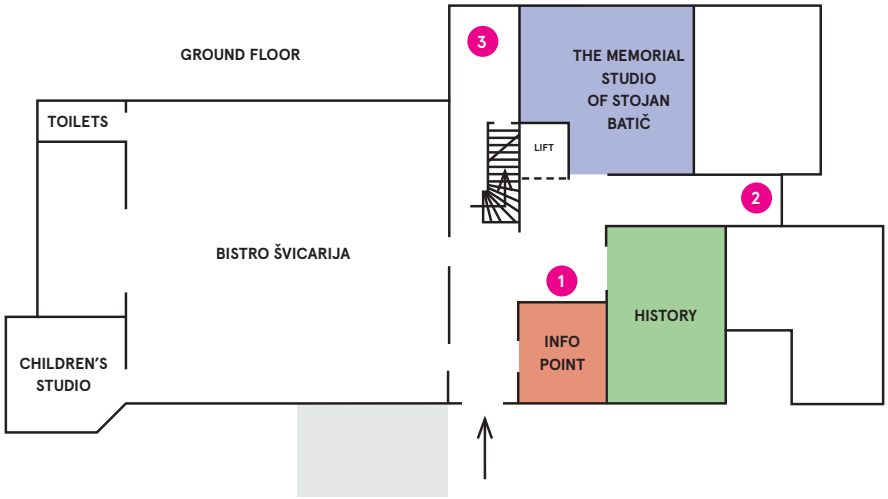 GROUND FLOOR
3
THE MEMORIAL
STUDIO
OF STOJAN
BATIČ
TOILETS
LIFT
2
BISTRO ŠVICARIJA
1
HISTORY
INFO
POINT
CHILDREN'S
STUDIO